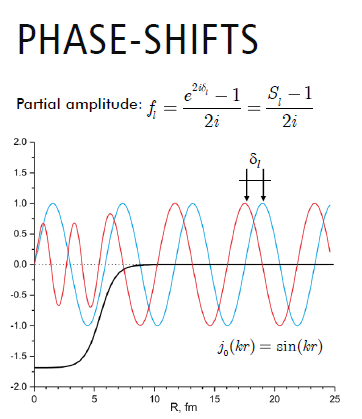 PHASE-SHIFTS
Partial amplitude: f_l = (e^{2iδ_l} − 1) / 2i = (S_l − 1) / 2i
2.0
δ_l
1.5
1.0
0.5
0.0
-0.5
-1.0
j_0(kr) = sin(kr)
-1.5
-2.0
0 5 10 15 20 25
R, fm